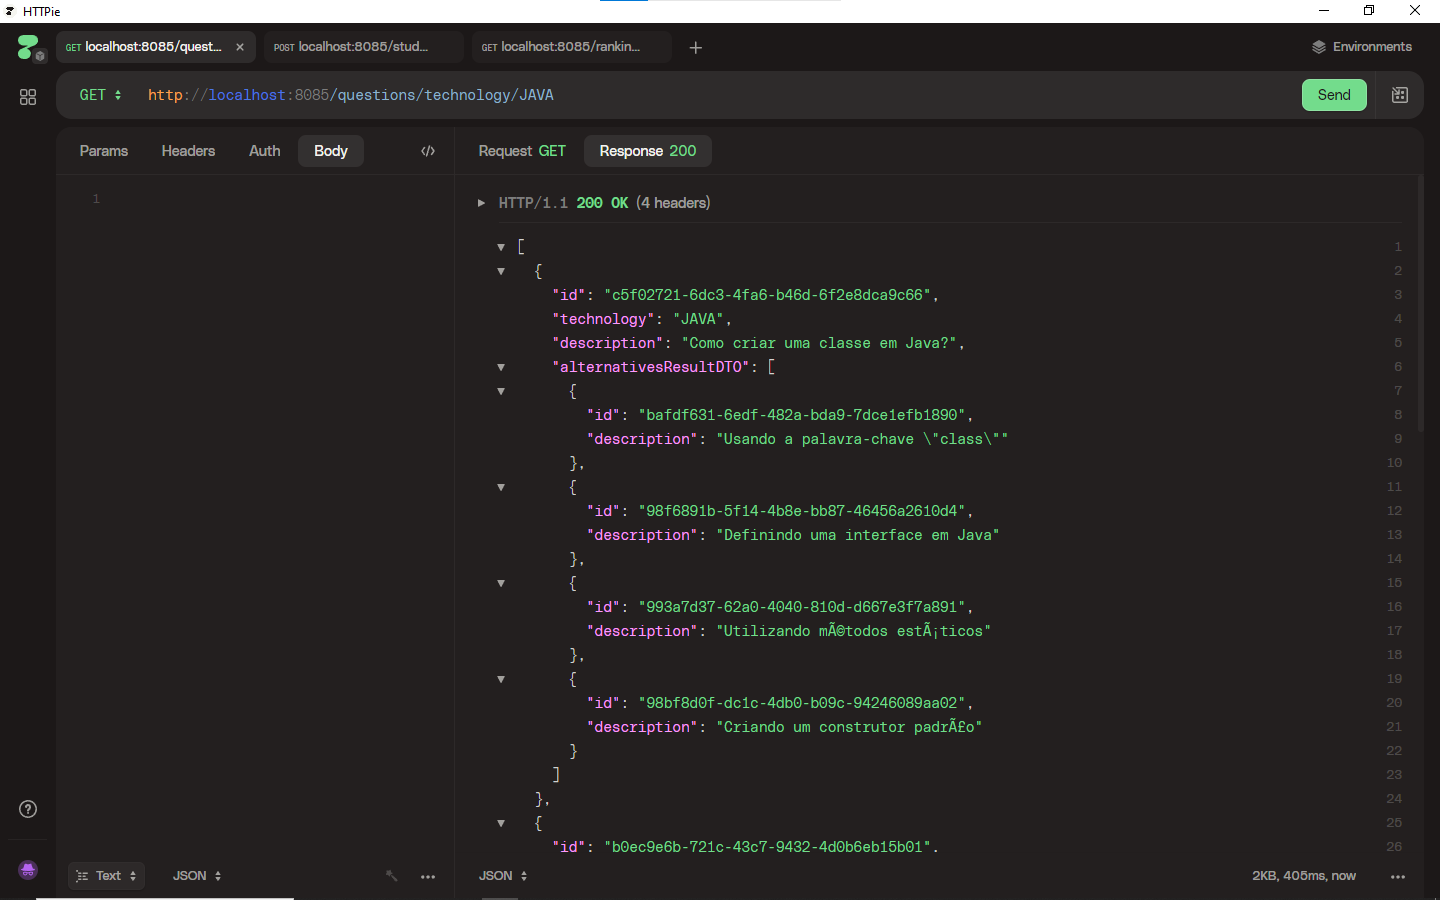 HTTPie
GET localhost:8085/quest...
POST localhost:8085/stud...
GET localhost:8085/rankin...
Environments
GET http://localhost:8085/questions/technology/JAVA
Send
Params Headers Auth Body
Request GET Response 200
1
HTTP/1.1 200 OK (4 headers)
[ 1
{ 2
"id": "c5f02721-6dc3-4fa6-b46d-6f2e8dca9c66", 3
"technology": "JAVA", 4
"description": "Como criar uma classe em Java?", 5
"alternativesResultDTO": [ 6
{ 7
"id": "bafdf631-6edf-482a-bda9-7dce1efb1890", 8
"description": "Usando a palavra-chave \"class\"" 9
}, 10
{ 11
"id": "98f6891b-5f14-4b8e-bb87-46456a2610d4", 12
"description": "Definindo uma interface em Java" 13
}, 14
{ 15
"id": "993a7d37-62a0-4040-810d-d667e3f7a891", 16
"description": "Utilizando mÃ©todos estÃ¡ticos" 17
}, 18
{ 19
"id": "98bf8d0f-dc1c-4db0-b09c-94246089aa02", 20
"description": "Criando um construtor padrÃ£o" 21
} 22
] 23
}, 24
{ 25
"id": "b0ec9e6b-721c-43c7-9432-4d0b6eb15b01", 26
Text JSON
JSON
2KB, 405ms, now